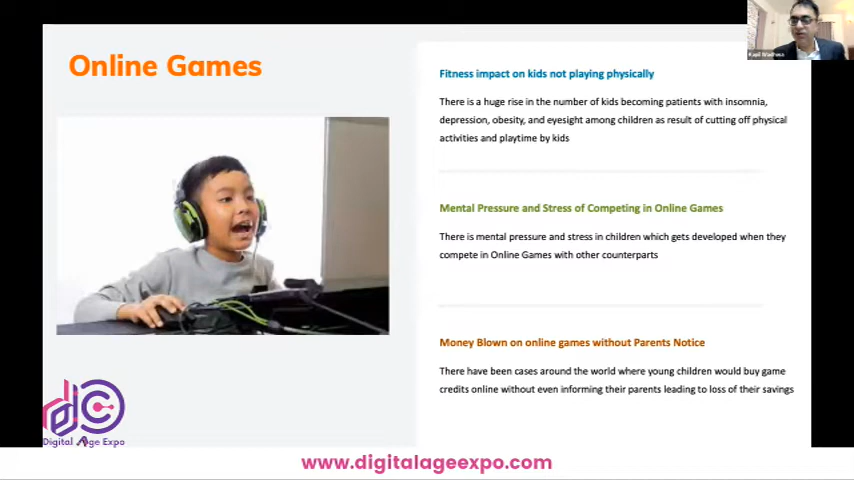 Online Games
Fitness impact on kids not playing physically
There is a huge rise in the number of kids becoming patients with insomnia,
depression, obesity, and eyesight among children as result of cutting off physical
activities and playtime by kids
Mental Pressure and Stress of Competing in Online Games
There is mental pressure and stress in children which gets developed when they
compete in Online Games with other counterparts
Money Blown on online games without Parents Notice
There have been cases around the world where young children would buy game
credits online without even informing their parents leading to loss of their savings
Digital Age Expo
www.digitalageexpo.com